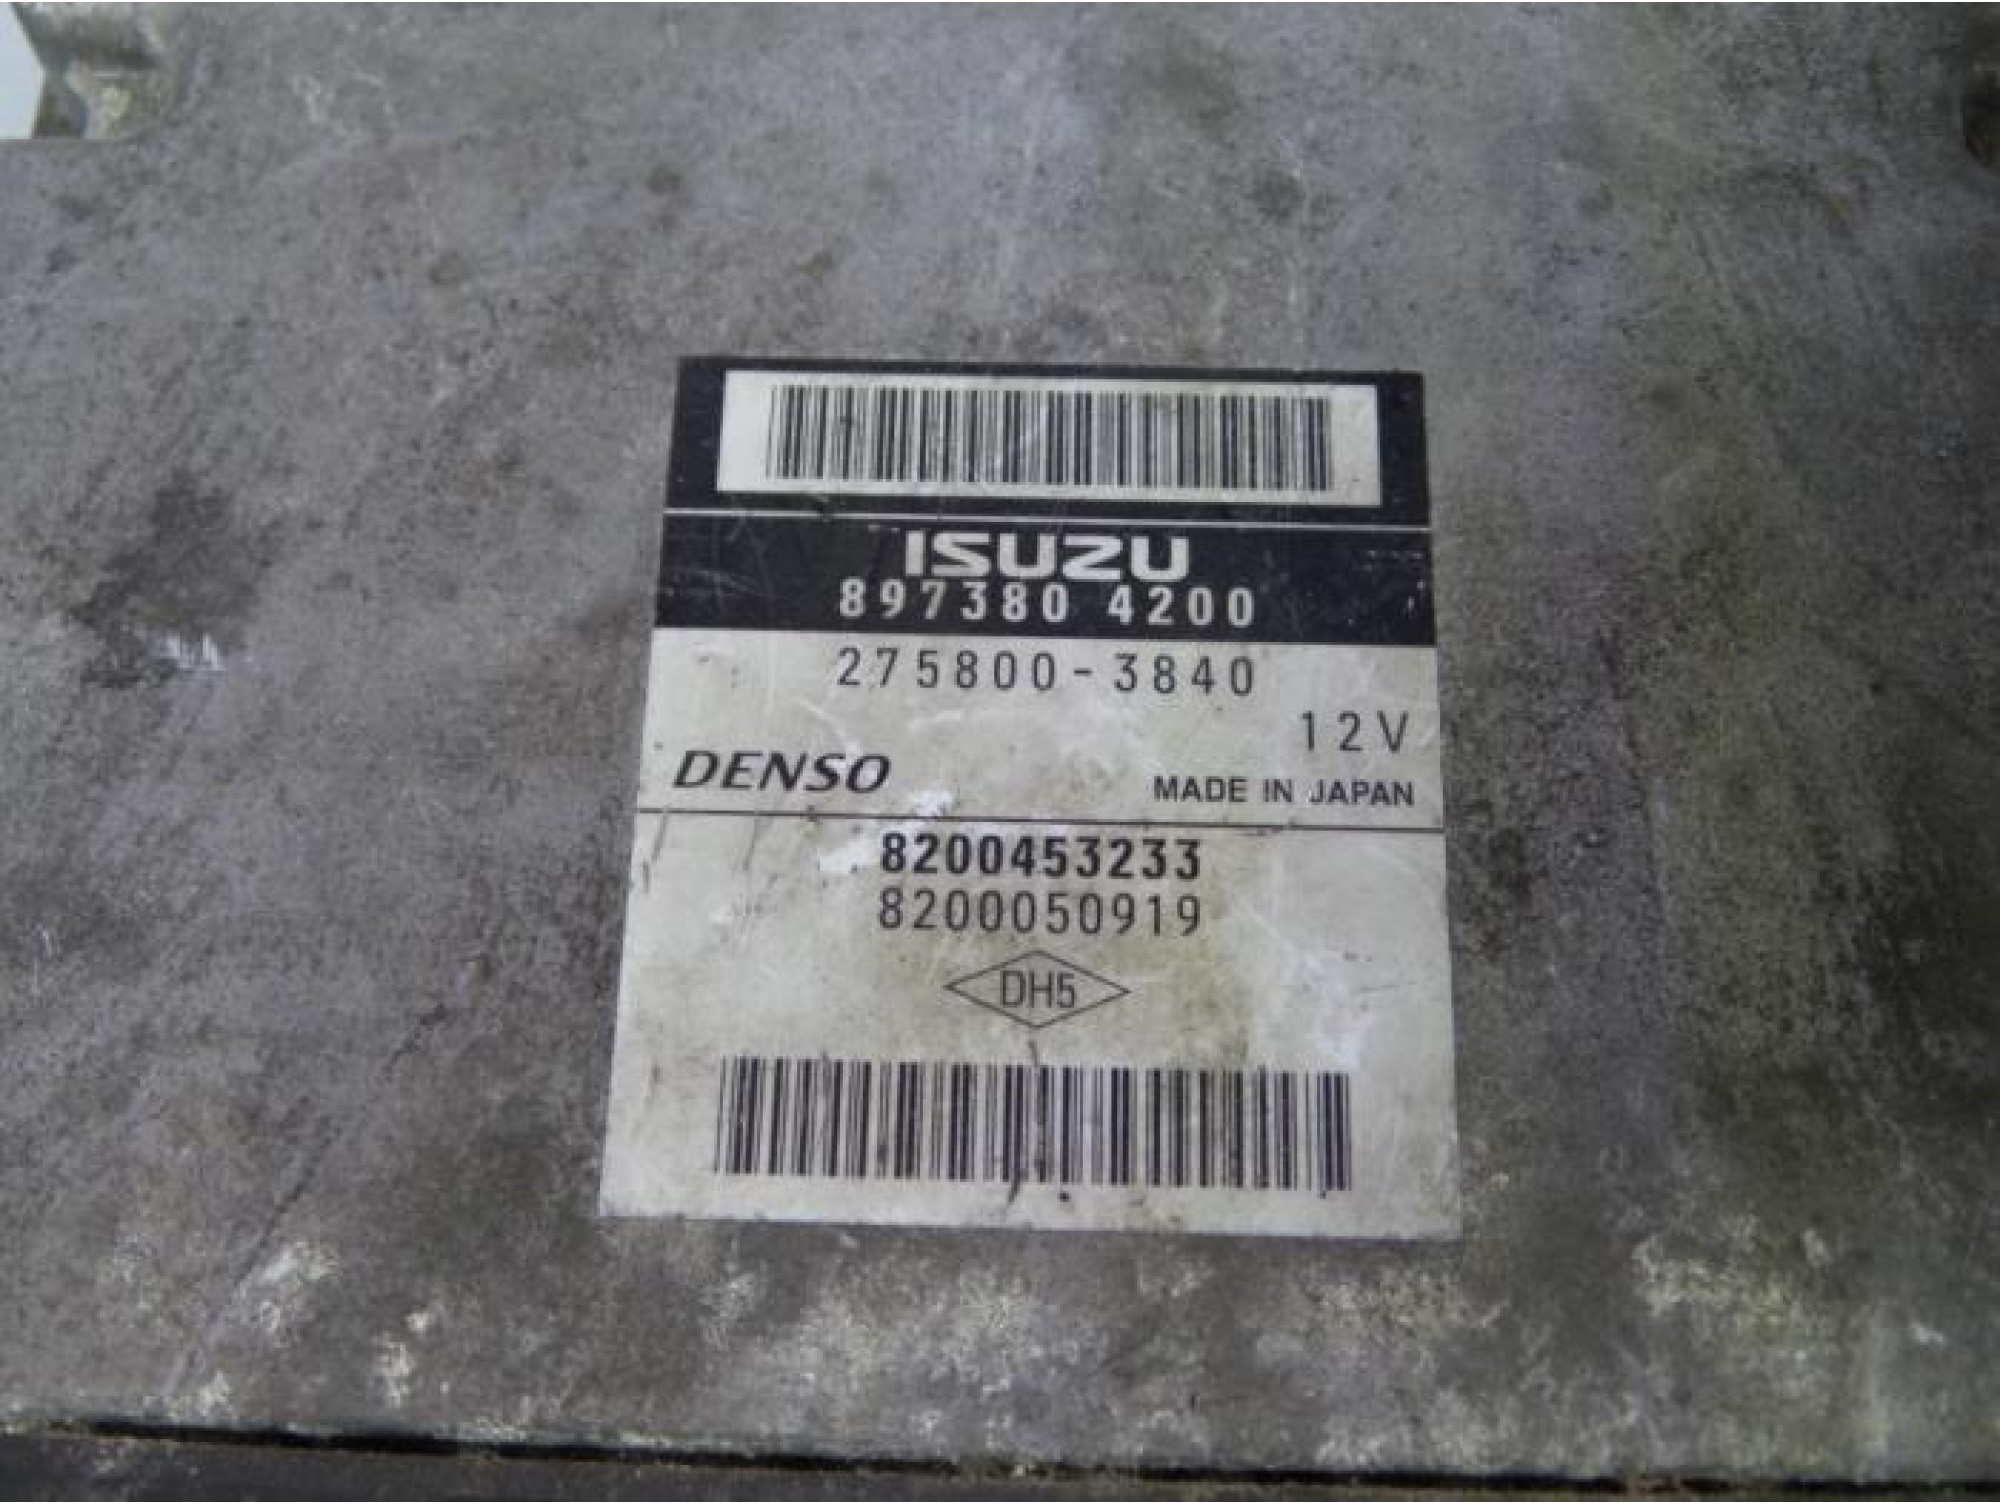 ISUZU
897380 4200
275800-3840
12V
DENSO
MADE IN JAPAN
8200453233
8200050919
DH5